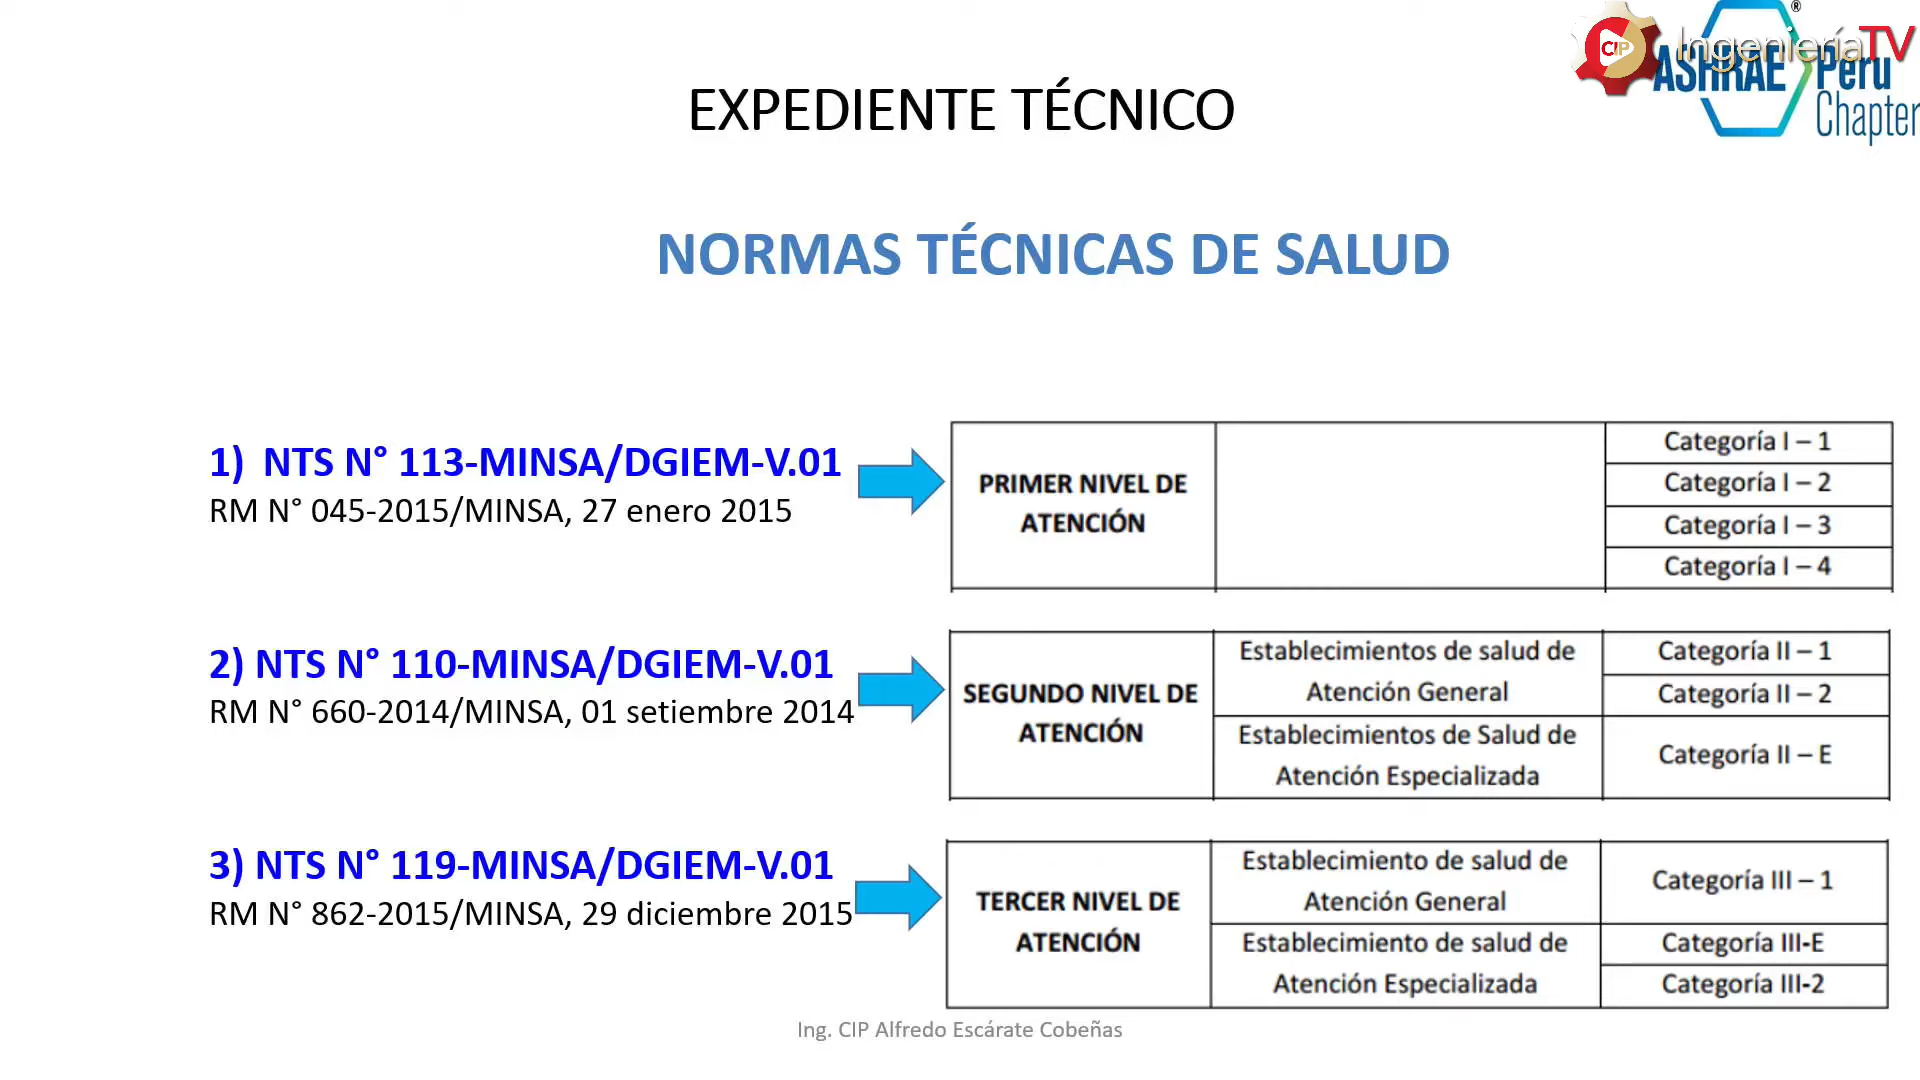 ®
CIP IngenieríaTV
ASHRAE Peru
Chapter
EXPEDIENTE TÉCNICO
NORMAS TÉCNICAS DE SALUD
1) NTS N° 113-MINSA/DGIEM-V.01
RM N° 045-2015/MINSA, 27 enero 2015
PRIMER NIVEL DE
ATENCIÓN
Categoría I – 1
Categoría I – 2
Categoría I – 3
Categoría I – 4
2) NTS N° 110-MINSA/DGIEM-V.01
RM N° 660-2014/MINSA, 01 setiembre 2014
SEGUNDO NIVEL DE
ATENCIÓN
Establecimientos de salud de
Atención General
Categoría II – 1
Categoría II – 2
Establecimientos de Salud de
Atención Especializada
Categoría II – E
3) NTS N° 119-MINSA/DGIEM-V.01
RM N° 862-2015/MINSA, 29 diciembre 2015
TERCER NIVEL DE
ATENCIÓN
Establecimiento de salud de
Atención General
Categoría III – 1
Establecimiento de salud de
Atención Especializada
Categoría III-E
Categoría III-2
Ing. CIP Alfredo Escárate Cobeñas